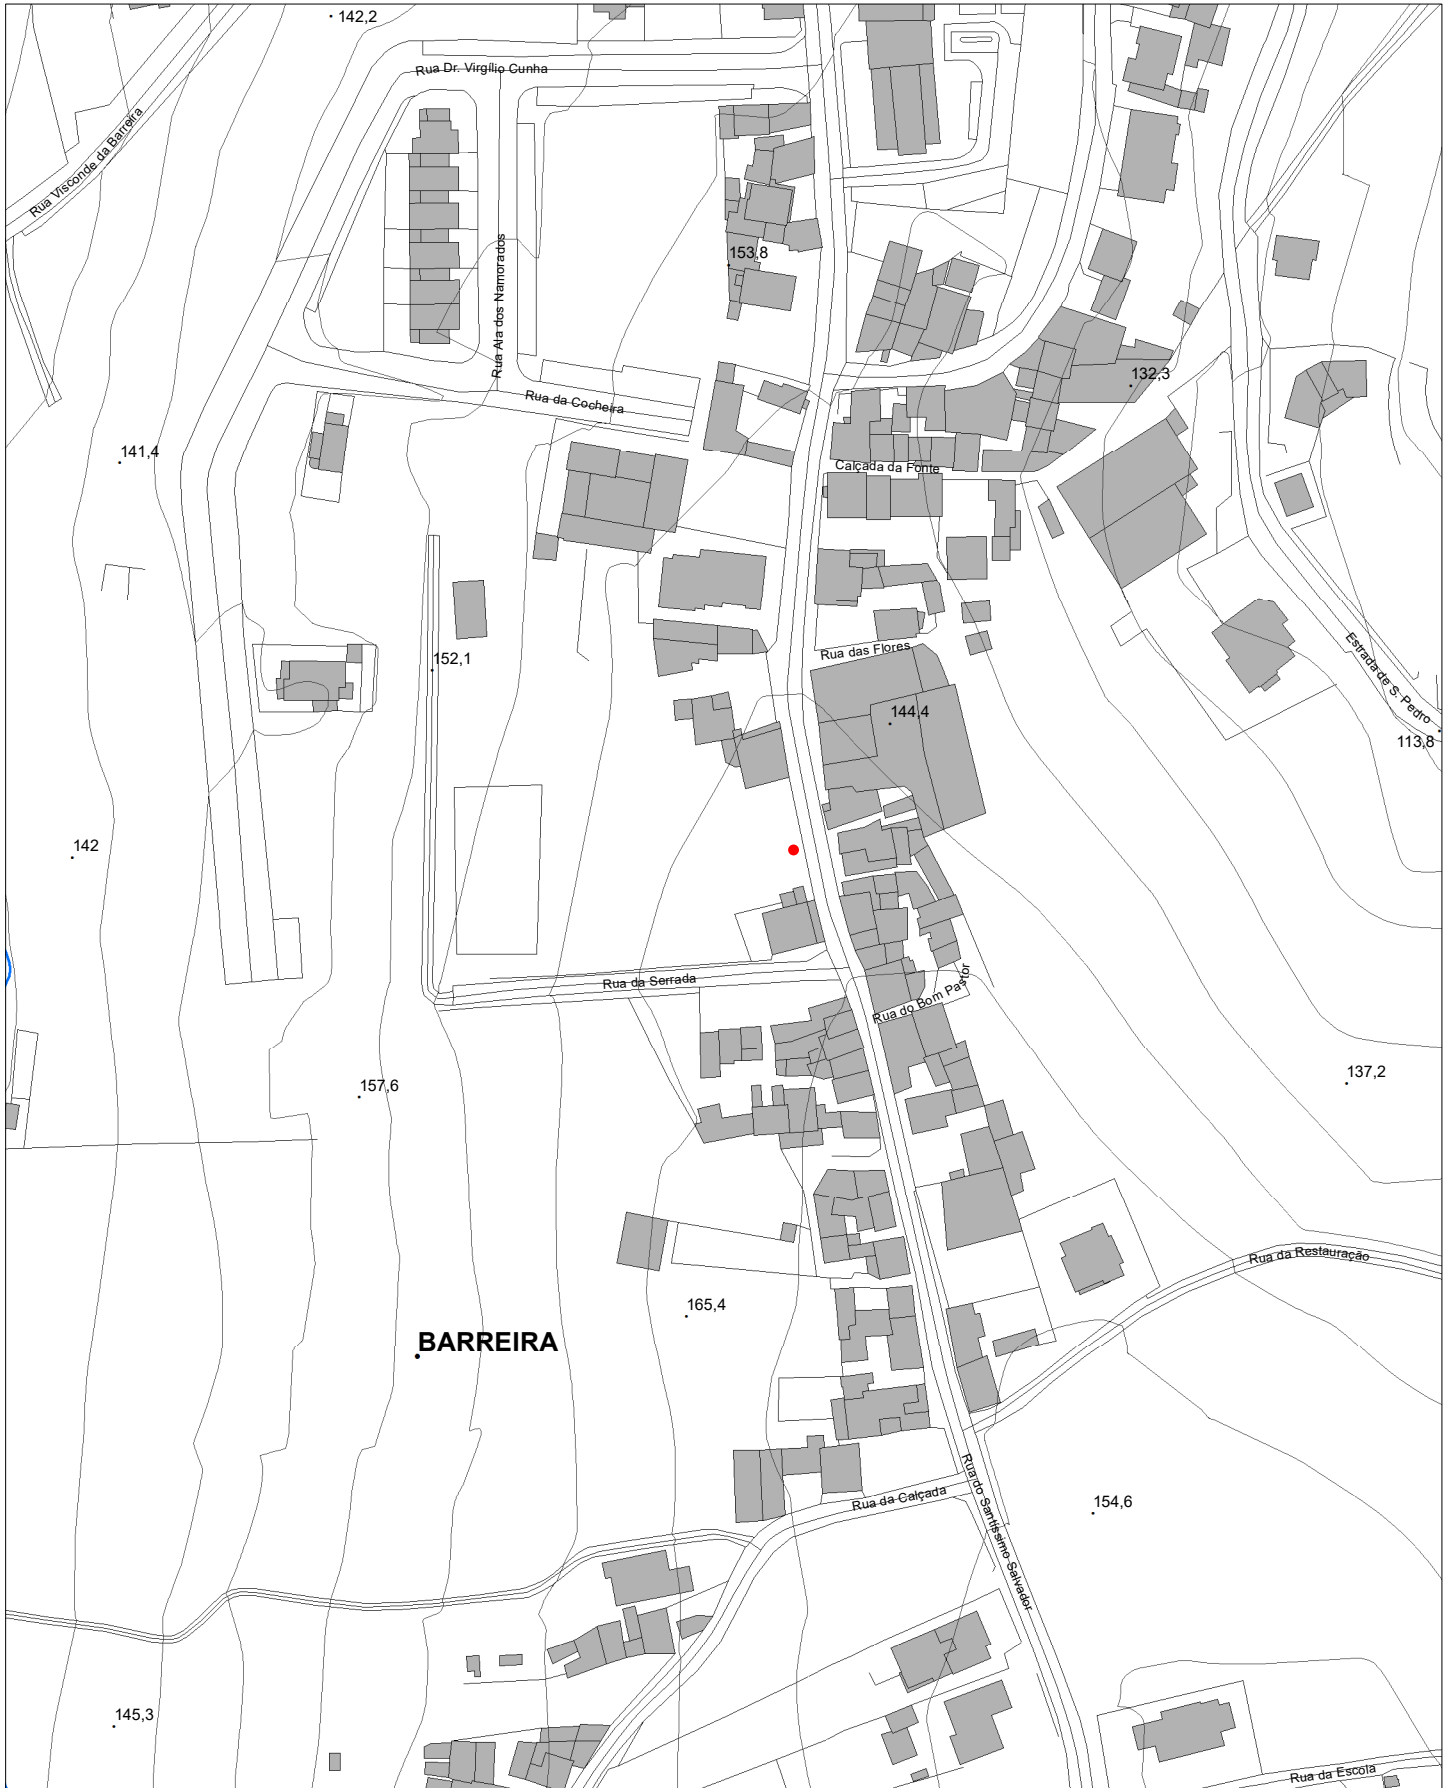 142,2
Rua Dr. Virgílio Cunha
Rua Visconde da Barreira
Rua Ala dos Namorados
153,8
132,3
Rua da Cocheira
141,4
Calçada da Fonte
Rua das Flores
152,1
Estrada de S. Pedro
144,4
113,8
142
Rua da Serrada
Rua do Bom Pastor
157,6
137,2
Rua da Restauração
165,4
BARREIRA
Rua do Santíssimo Salvador
Rua da Calçada
154,6
145,3
Rua da Escola